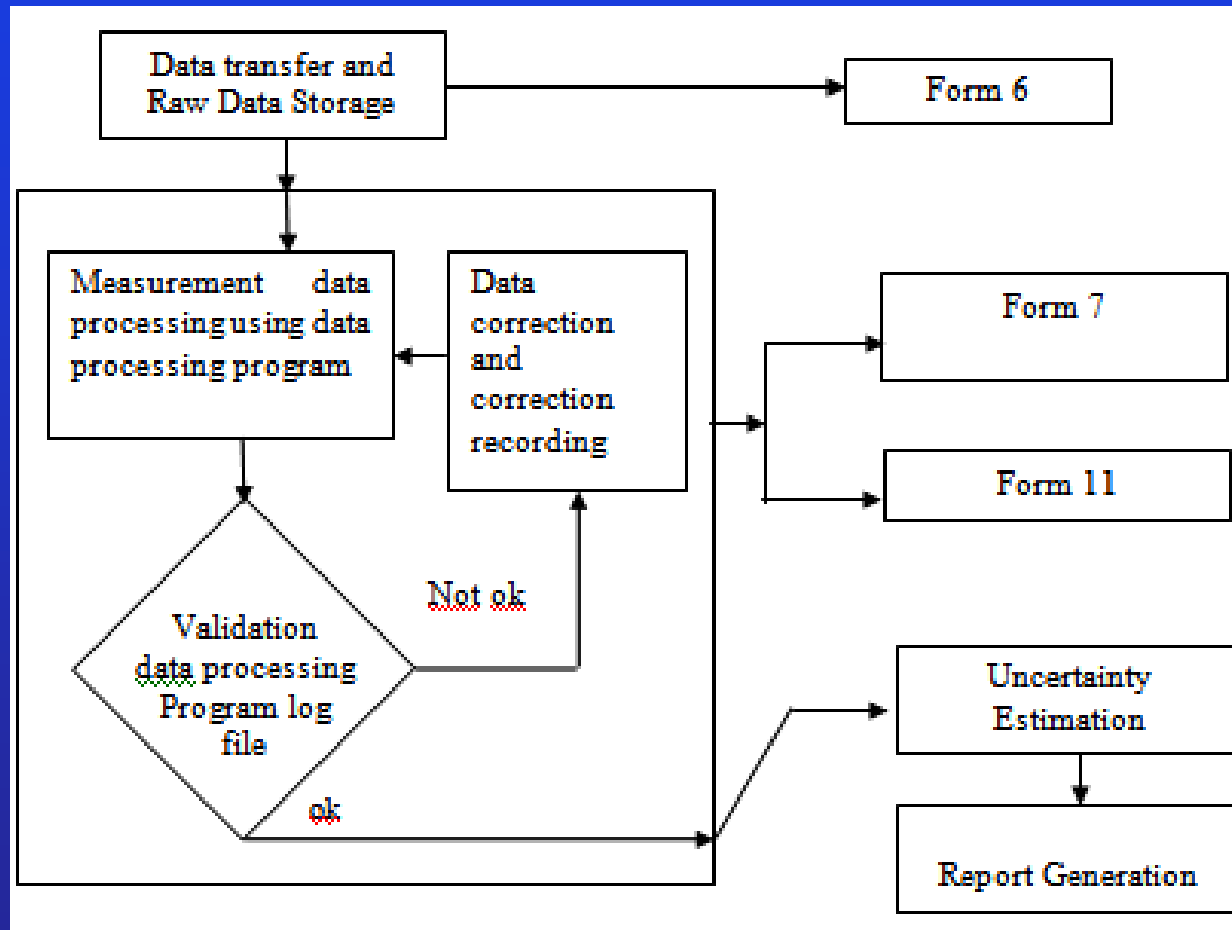 Data transfer and
Raw Data Storage
Form 6
Measurement data
processing using data
processing program
Data
correction
and
correction
recording
Form 7
Form 11
Not ok
Validation
data processing
Program log
file
ok
Uncertainty
Estimation
Report Generation